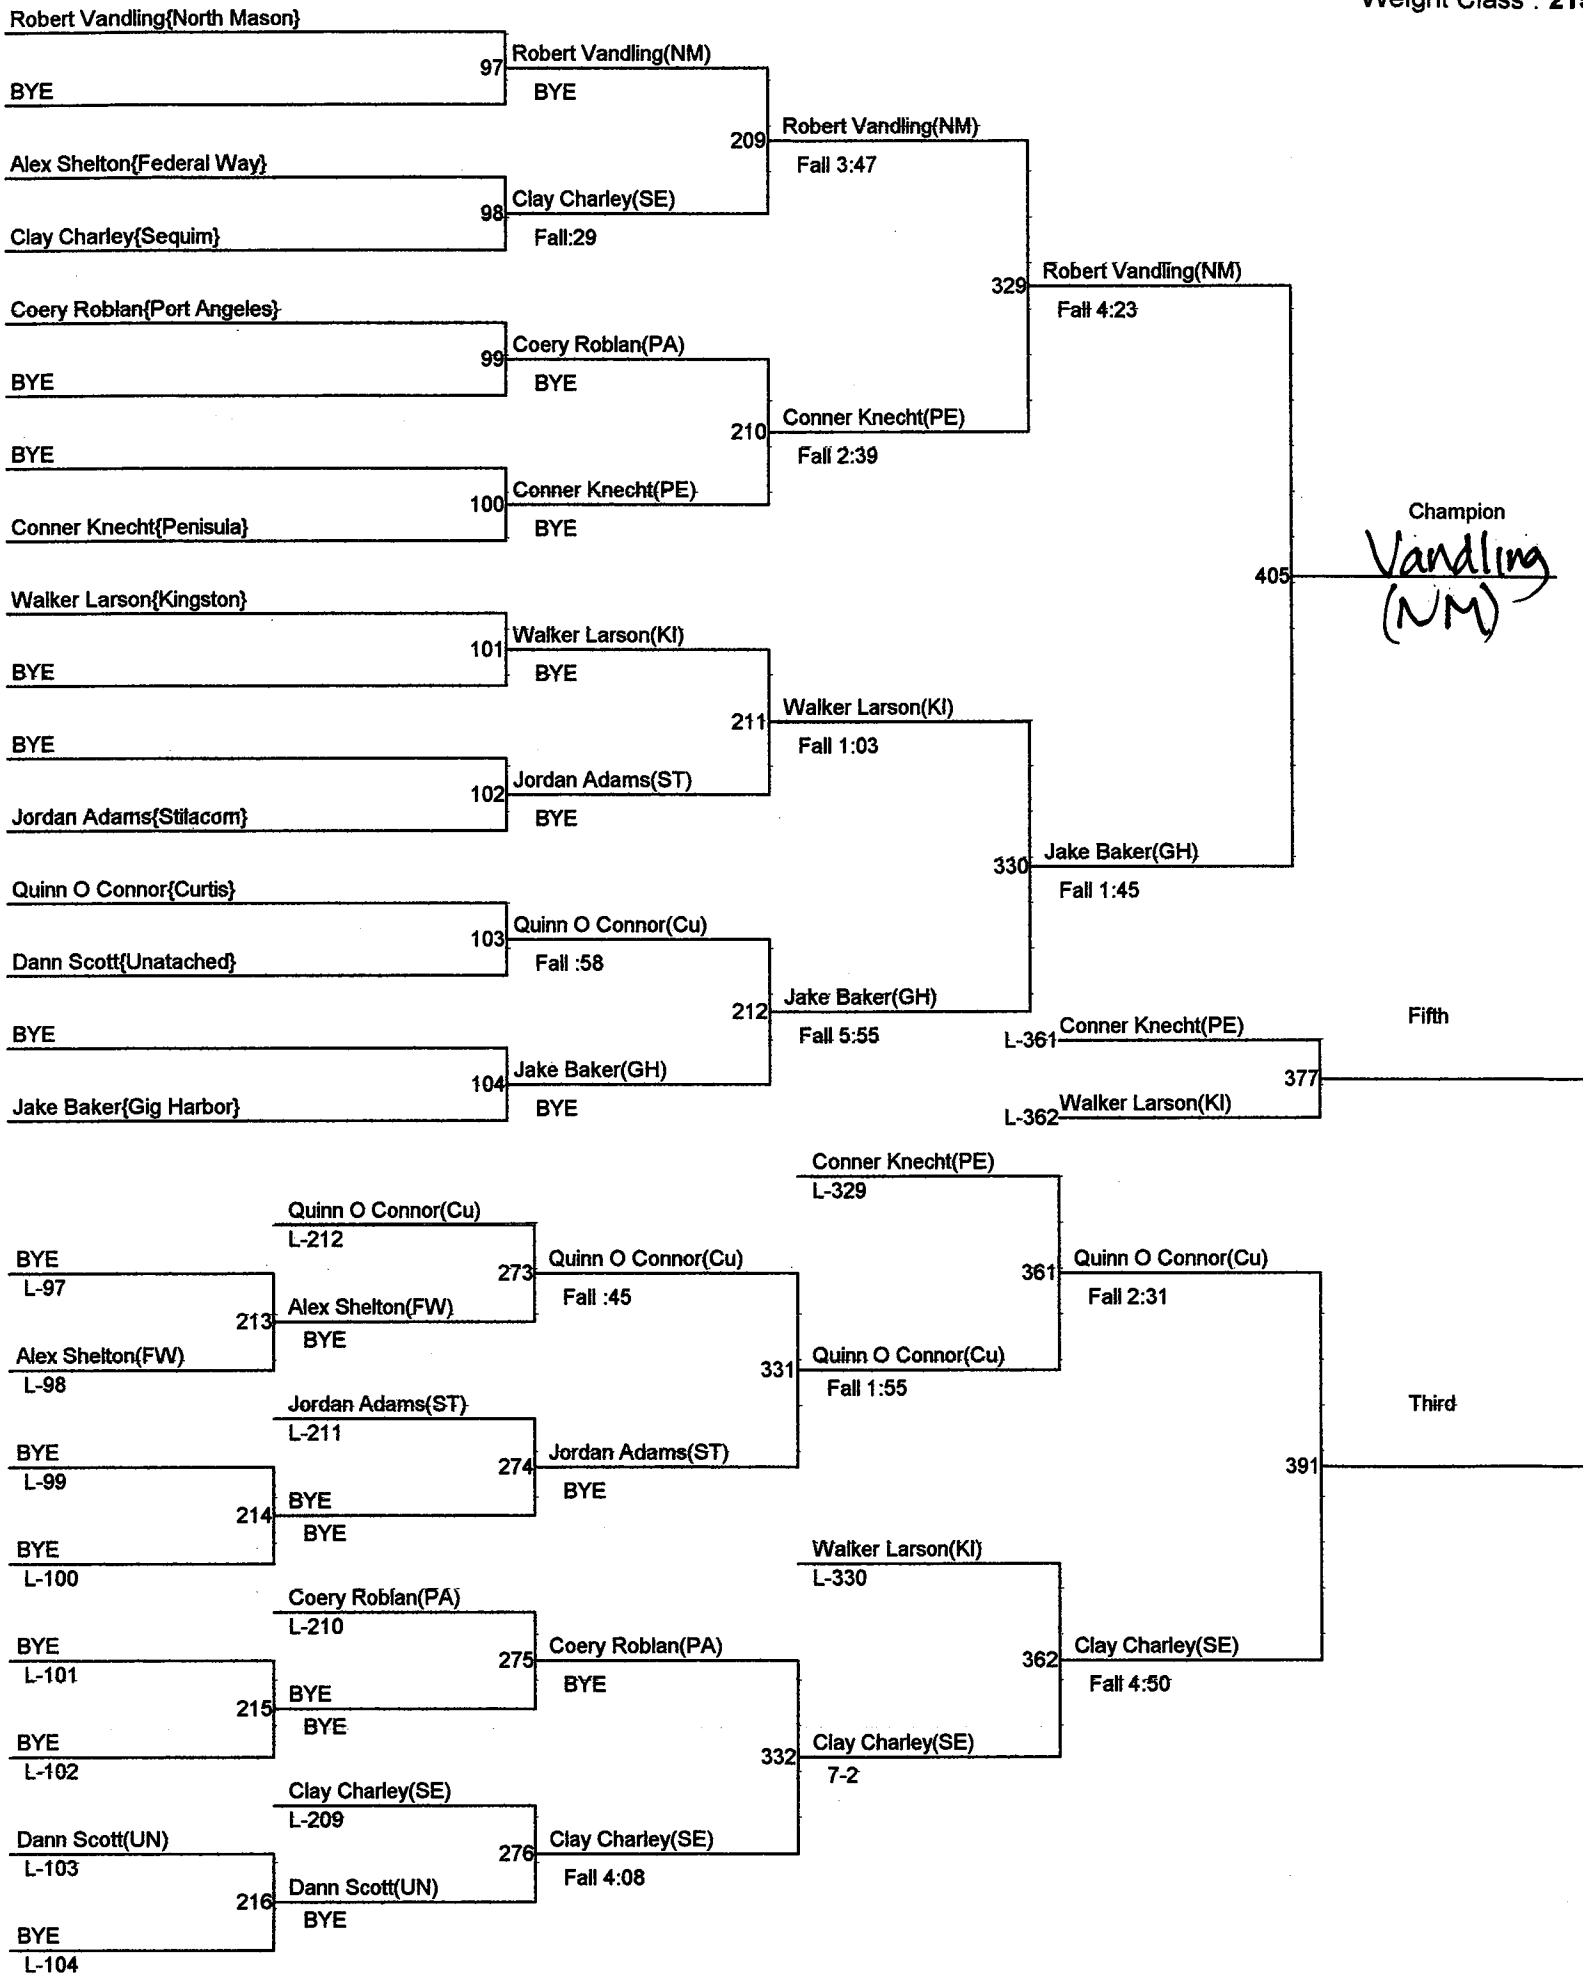 Weight Class : 215
Robert Vandling{North Mason}
97
Robert Vandling(NM)
BYE
BYE
209
Robert Vandling(NM)
Fall 3:47
Alex Shelton{Federal Way}
98
Clay Charley(SE)
Fall:29
Clay Charley{Sequim}
329
Robert Vandling(NM)
Fall 4:23
Coery Roblan{Port Angeles}
99
Coery Roblan(PA)
BYE
BYE
210
Conner Knecht(PE)
Fall 2:39
BYE
100
Conner Knecht(PE)
BYE
Conner Knecht{Penisula}
Champion
405
Vandling
(NM)
Walker Larson{Kingston}
101
Walker Larson(KI)
BYE
BYE
211
Walker Larson(KI)
Fall 1:03
BYE
102
Jordan Adams(ST)
BYE
Jordan Adams{Stilacom}
330
Jake Baker(GH)
Fall 1:45
Quinn O Connor{Curtis}
103
Quinn O Connor(Cu)
Fall :58
Dann Scott{Unatached}
212
Jake Baker(GH)
Fall 5:55
BYE
104
Jake Baker(GH)
BYE
Jake Baker{Gig Harbor}
Fifth
L-361
Conner Knecht(PE)
377
L-362
Walker Larson(KI)
Conner Knecht(PE)
L-329
Quinn O Connor(Cu)
L-212
BYE
L-97
273
Quinn O Connor(Cu)
Fall :45
361
Quinn O Connor(Cu)
Fall 2:31
213
Alex Shelton(FW)
BYE
Alex Shelton(FW)
L-98
331
Quinn O Connor(Cu)
Fall 1:55
Jordan Adams(ST)
L-211
Third
BYE
L-99
274
Jordan Adams(ST)
BYE
391
214
BYE
BYE
BYE
L-100
Walker Larson(KI)
L-330
Coery Roblan(PA)
L-210
BYE
L-101
275
Coery Roblan(PA)
BYE
362
Clay Charley(SE)
Fall 4:50
215
BYE
BYE
BYE
L-102
332
Clay Charley(SE)
7-2
Clay Charley(SE)
L-209
Dann Scott(UN)
L-103
276
Clay Charley(SE)
Fall 4:08
216
Dann Scott(UN)
BYE
BYE
L-104